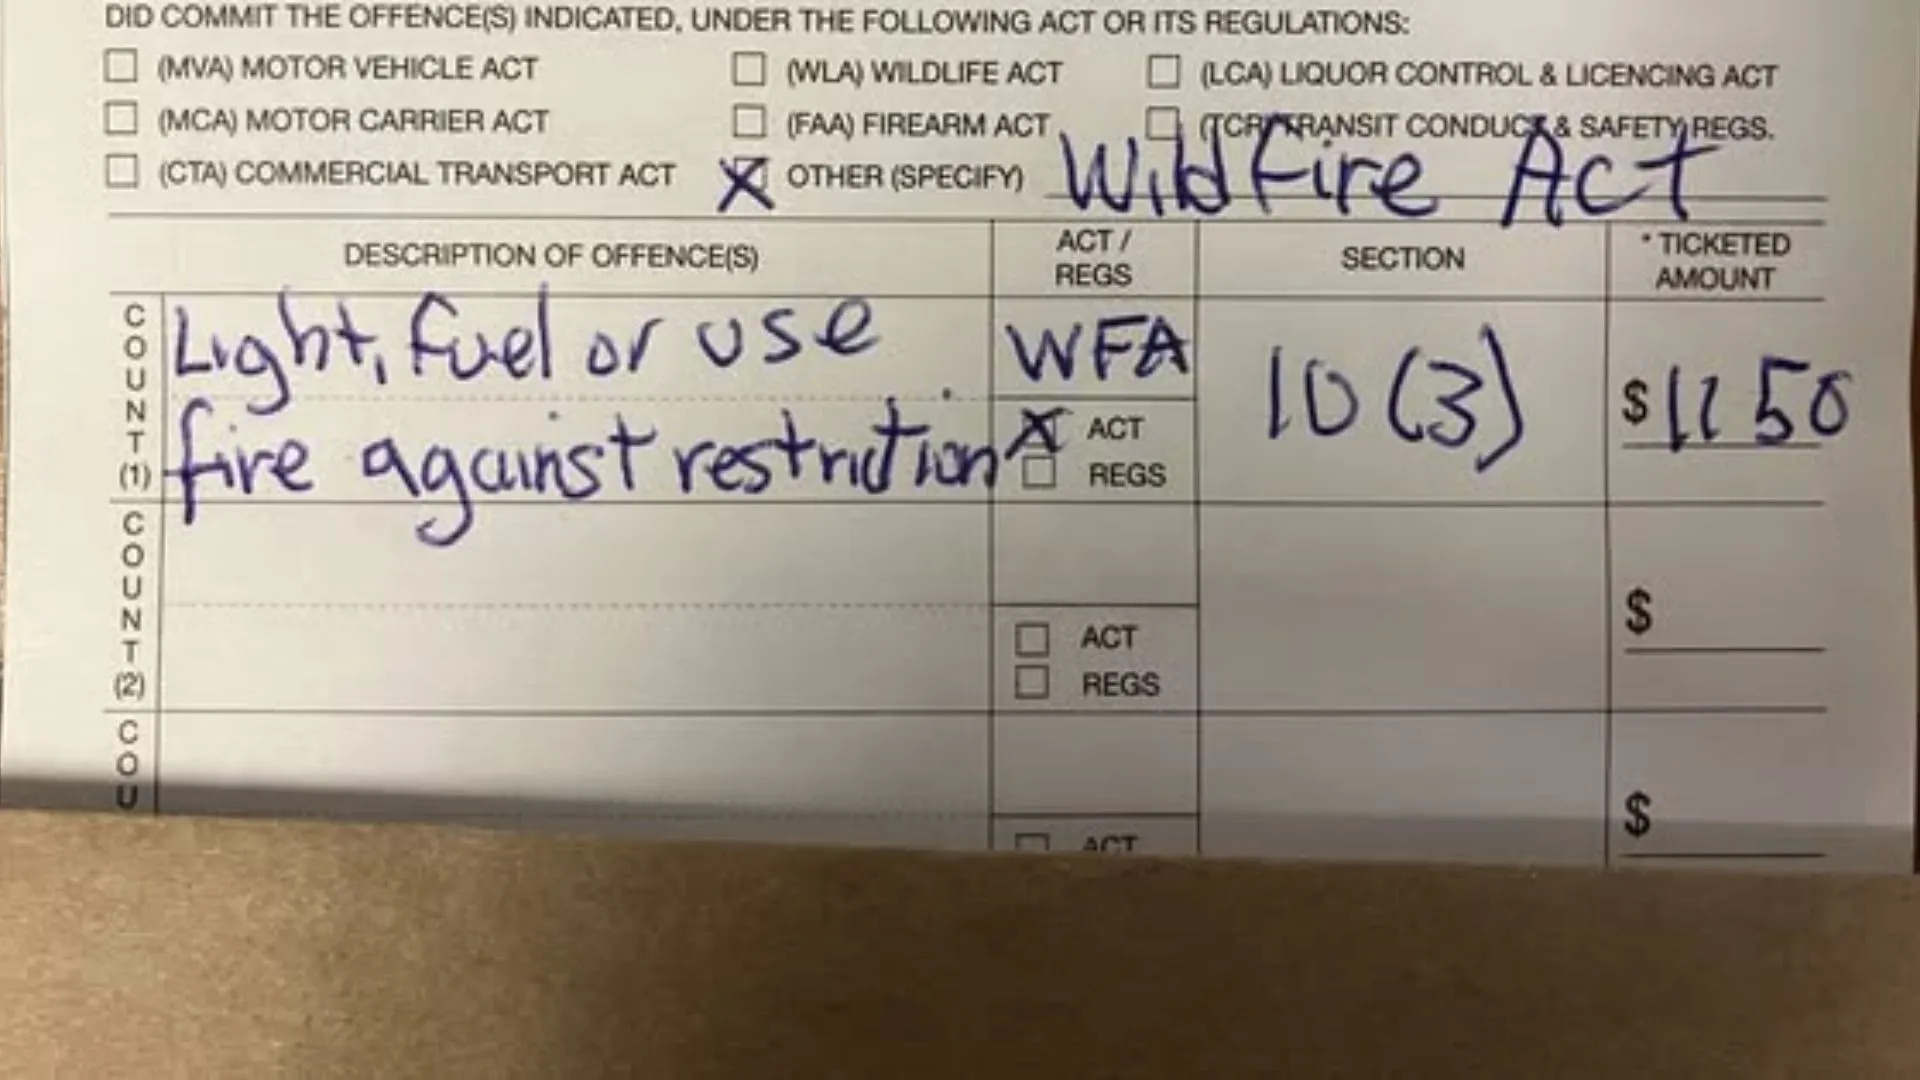 DID COMMIT THE OFFENCE(S) INDICATED, UNDER THE FOLLOWING ACT OR ITS REGULATIONS:
(MVA) MOTOR VEHICLE ACT (WLA) WILDLIFE ACT (LCA) LIQUOR CONTROL & LICENCING ACT
(MCA) MOTOR CARRIER ACT (FAA) FIREARM ACT (TCR) TRANSIT CONDUCT & SAFETY REGS.
(CTA) COMMERCIAL TRANSPORT ACT X OTHER (SPECIFY) WildFire Act
DESCRIPTION OF OFFENCE(S) ACT / REGS SECTION * TICKETED AMOUNT
COUNT (1) Light, fuel or use WFA 10(3) $1150
fire against restriction X ACT
REGS
COUNT (2) $
ACT
REGS
COU $
ACT